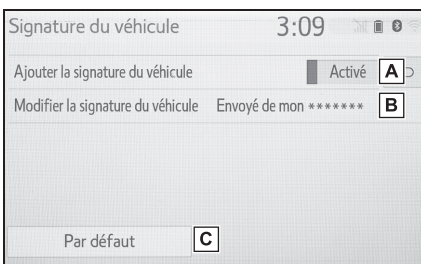 Signature du véhicule 3:09
Ajouter la signature du véhicule Activé A
Modifier la signature du véhicule Envoyé de mon ******* B
Par défaut C